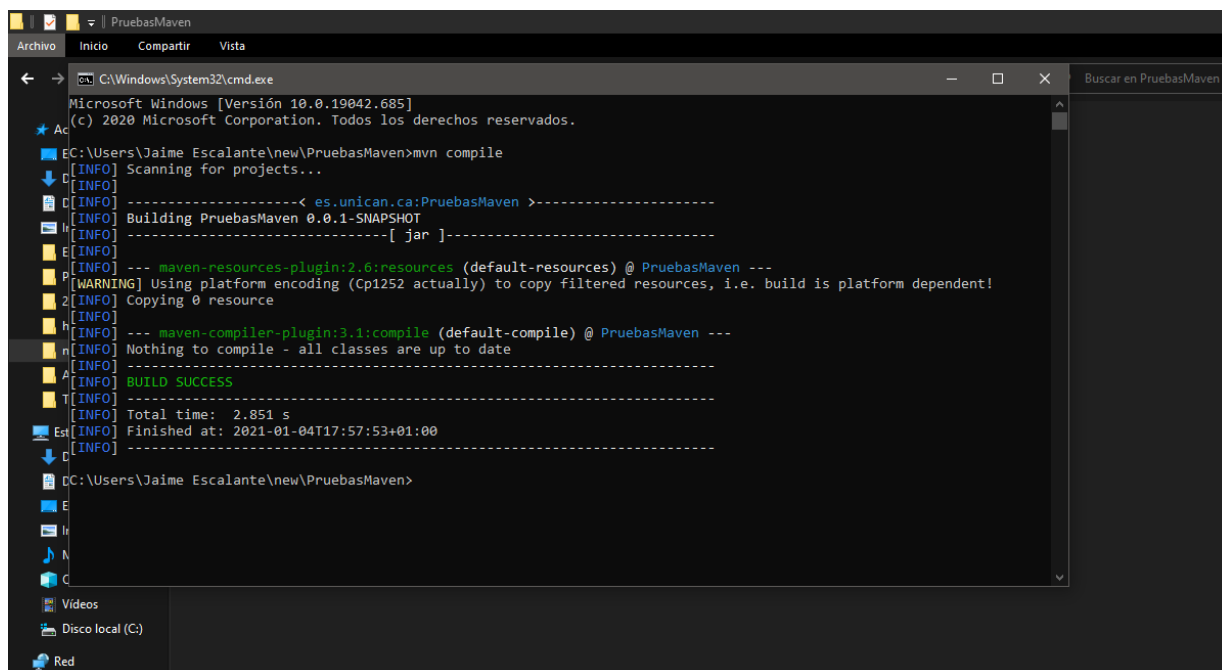 PruebasMaven
Archivo Inicio Compartir Vista
C:\Windows\System32\cmd.exe
Buscar en PruebasMaven
Microsoft Windows [Versión 10.0.19042.685]
(c) 2020 Microsoft Corporation. Todos los derechos reservados.
C:\Users\Jaime Escalante\new\PruebasMaven>mvn compile
[INFO] Scanning for projects...
[INFO]
[INFO] ---------------------< es.unican.ca:PruebasMaven >----------------------
[INFO] Building PruebasMaven 0.0.1-SNAPSHOT
[INFO] --------------------------------[ jar ]---------------------------------
[INFO]
[INFO] --- maven-resources-plugin:2.6:resources (default-resources) @ PruebasMaven ---
[WARNING] Using platform encoding (Cp1252 actually) to copy filtered resources, i.e. build is platform dependent!
[INFO] Copying 0 resource
[INFO]
[INFO] --- maven-compiler-plugin:3.1:compile (default-compile) @ PruebasMaven ---
[INFO] Nothing to compile - all classes are up to date
[INFO] ------------------------------------------------------------------------
[INFO] BUILD SUCCESS
[INFO] ------------------------------------------------------------------------
[INFO] Total time:  2.851 s
[INFO] Finished at: 2021-01-04T17:57:53+01:00
[INFO] ------------------------------------------------------------------------
C:\Users\Jaime Escalante\new\PruebasMaven>
Vídeos
Disco local (C:)
Red